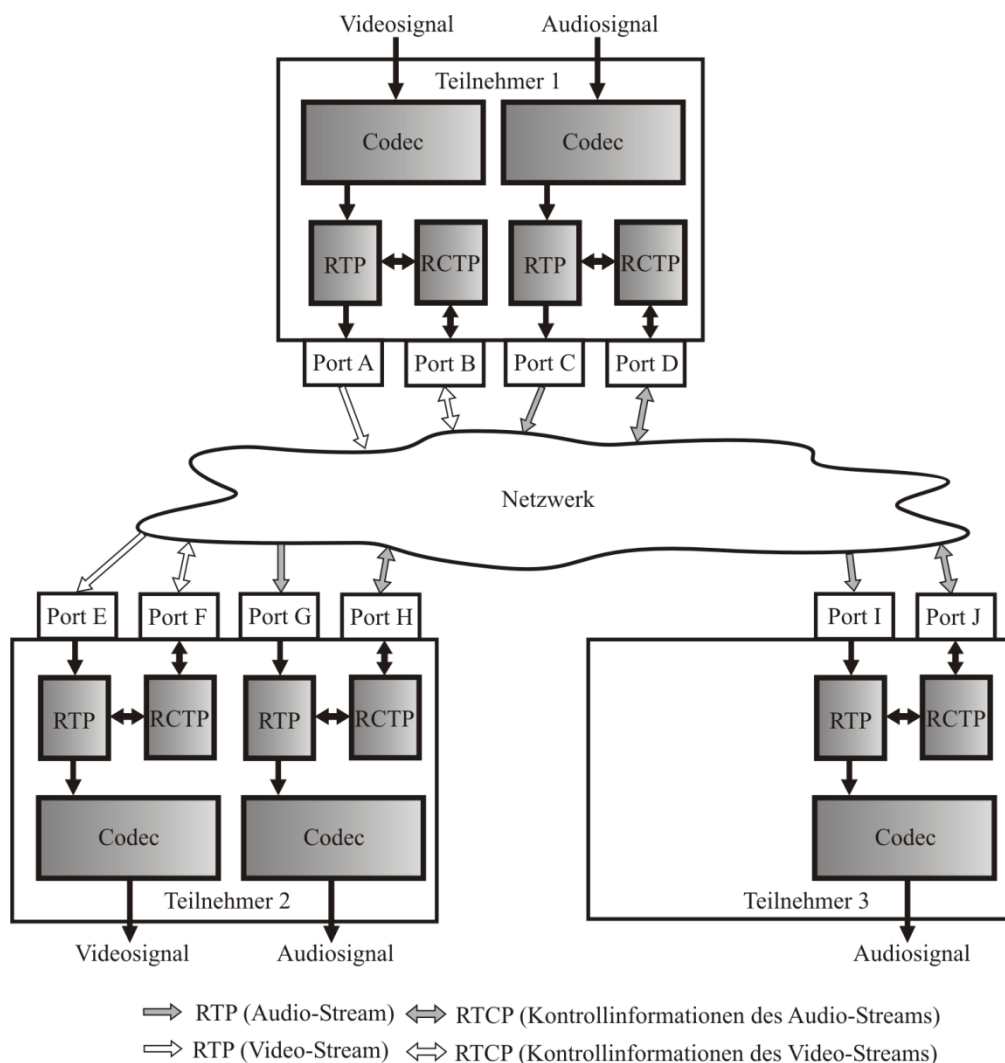 Videosignal Audiosignal
Teilnehmer 1
Codec Codec
RTP RCTP RTP RCTP
Port A Port B Port C Port D
Netzwerk
Port E Port F Port G Port H Port I Port J
RTP RCTP RTP RCTP RTP RCTP
Codec Codec Codec
Teilnehmer 2 Teilnehmer 3
Videosignal Audiosignal Audiosignal
RTP (Audio-Stream) RTCP (Kontrollinformationen des Audio-Streams)
RTP (Video-Stream) RTCP (Kontrollinformationen des Video-Streams)